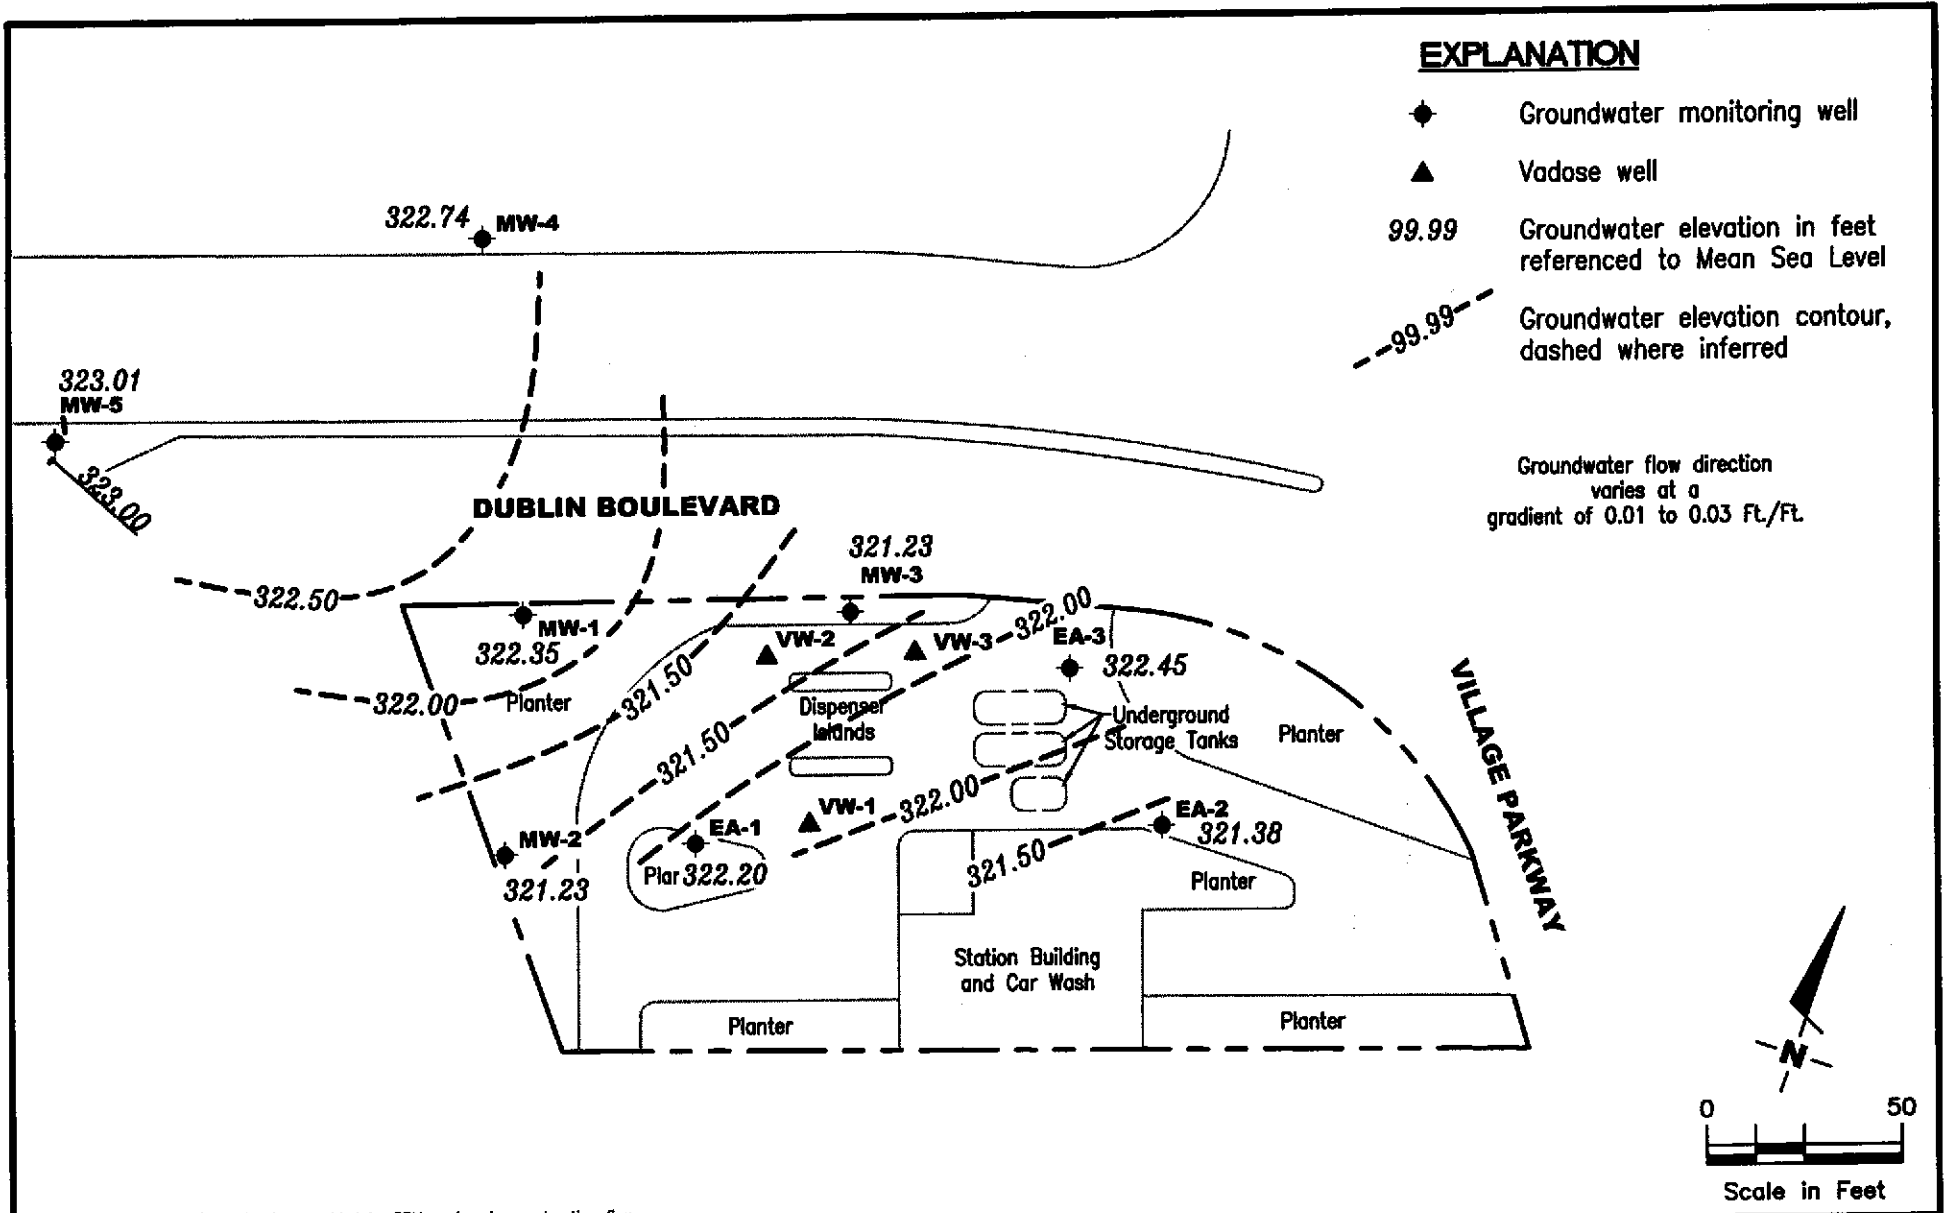 EXPLANATION
Groundwater monitoring well
Vadose well
99.99
Groundwater elevation in feet
referenced to Mean Sea Level
99.99
Groundwater elevation contour,
dashed where inferred
Groundwater flow direction
varies at a
gradient of 0.01 to 0.03 Ft./Ft.
322.74 MW-4
323.01
MW-5
323.00
DUBLIN BOULEVARD
322.50
321.23
MW-3
MW-1
322.35
322.00
Planter
321.50
VW-2
VW-3
322.00
EA-3
322.45
321.50
Dispenser
Islands
Underground
Storage Tanks
Planter
VILLAGE PARKWAY
MW-2
321.23
EA-1
322.20
VW-1
322.00
EA-2
321.38
321.50
Planter
Station Building
and Car Wash
Planter
Planter
N
0 50
Scale in Feet